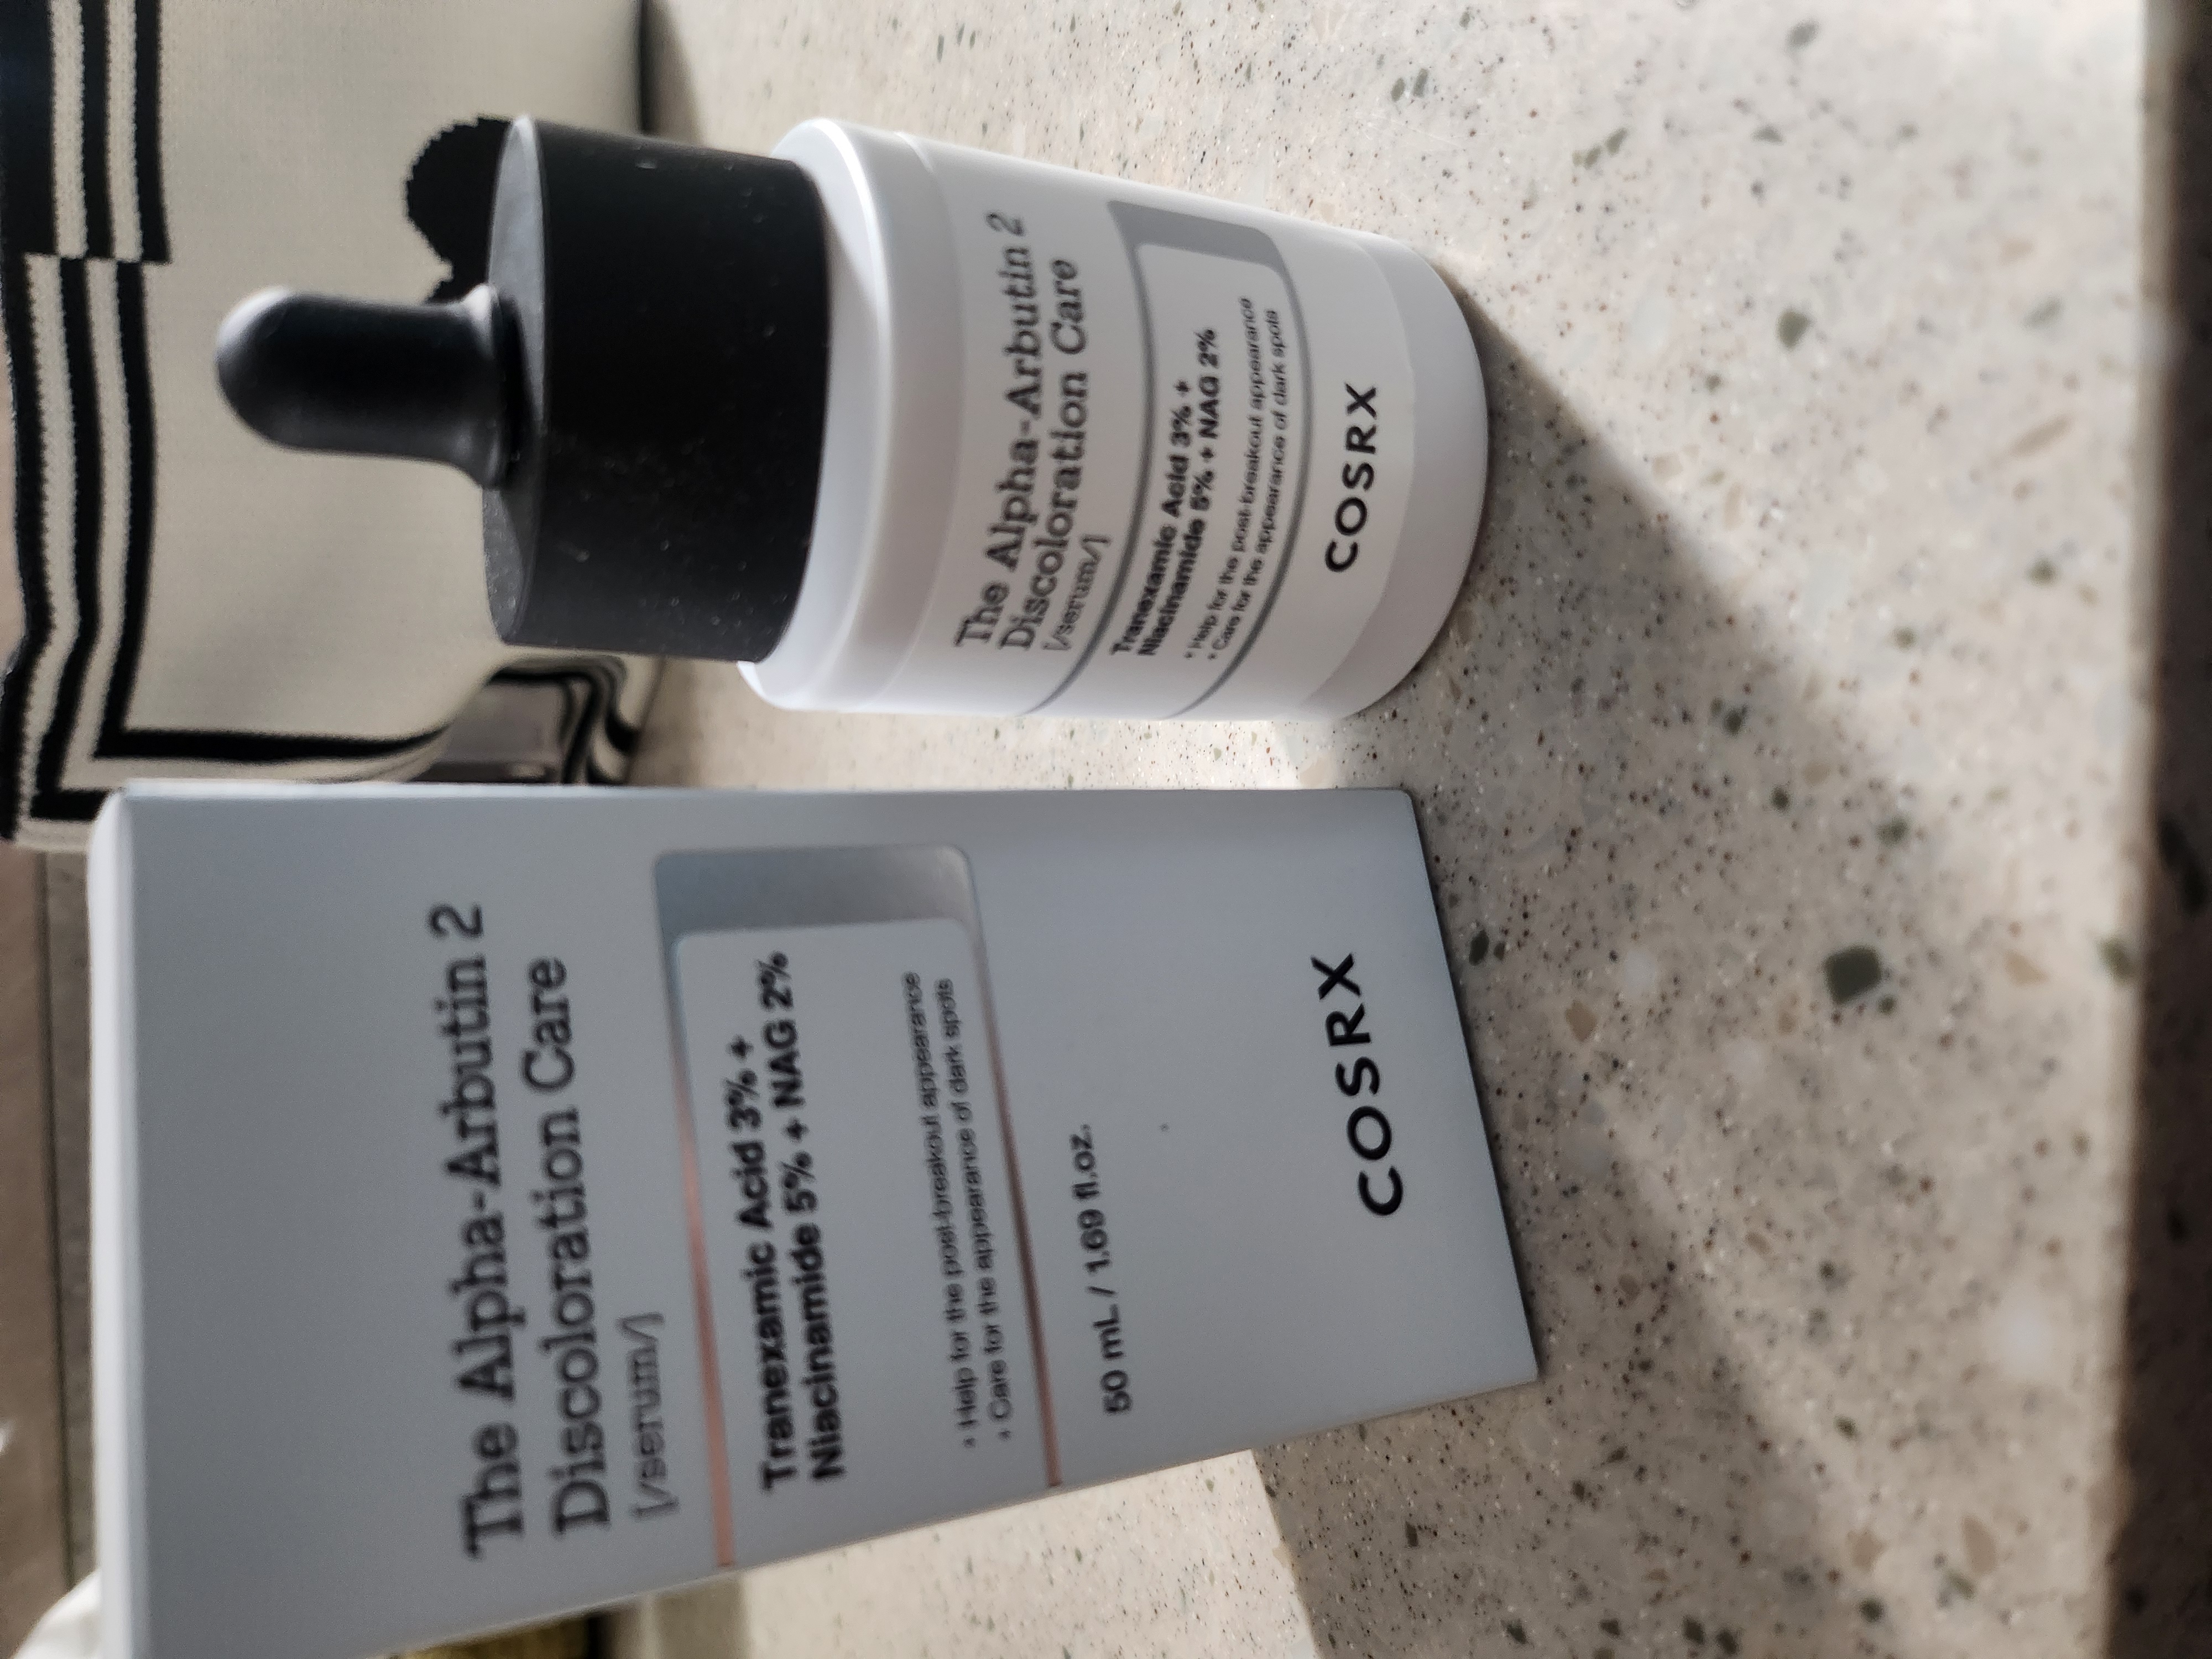 The Alpha-Arbutin 2
Discoloration Care
[/serum/]
Tranexamic Acid 3% +
Niacinamide 5% + NAG 2%
• Help for the post-breakout appearance
• Care for the appearance of dark spots
50 mL / 1.69 fl.oz.
COSRX
The Alpha-Arbutin 2
Discoloration Care
[/serum/]
Tranexamic Acid 3% +
Niacinamide 5% + NAG 2%
• Help for the post-breakout appearance
• Care for the appearance of dark spots
COSRX